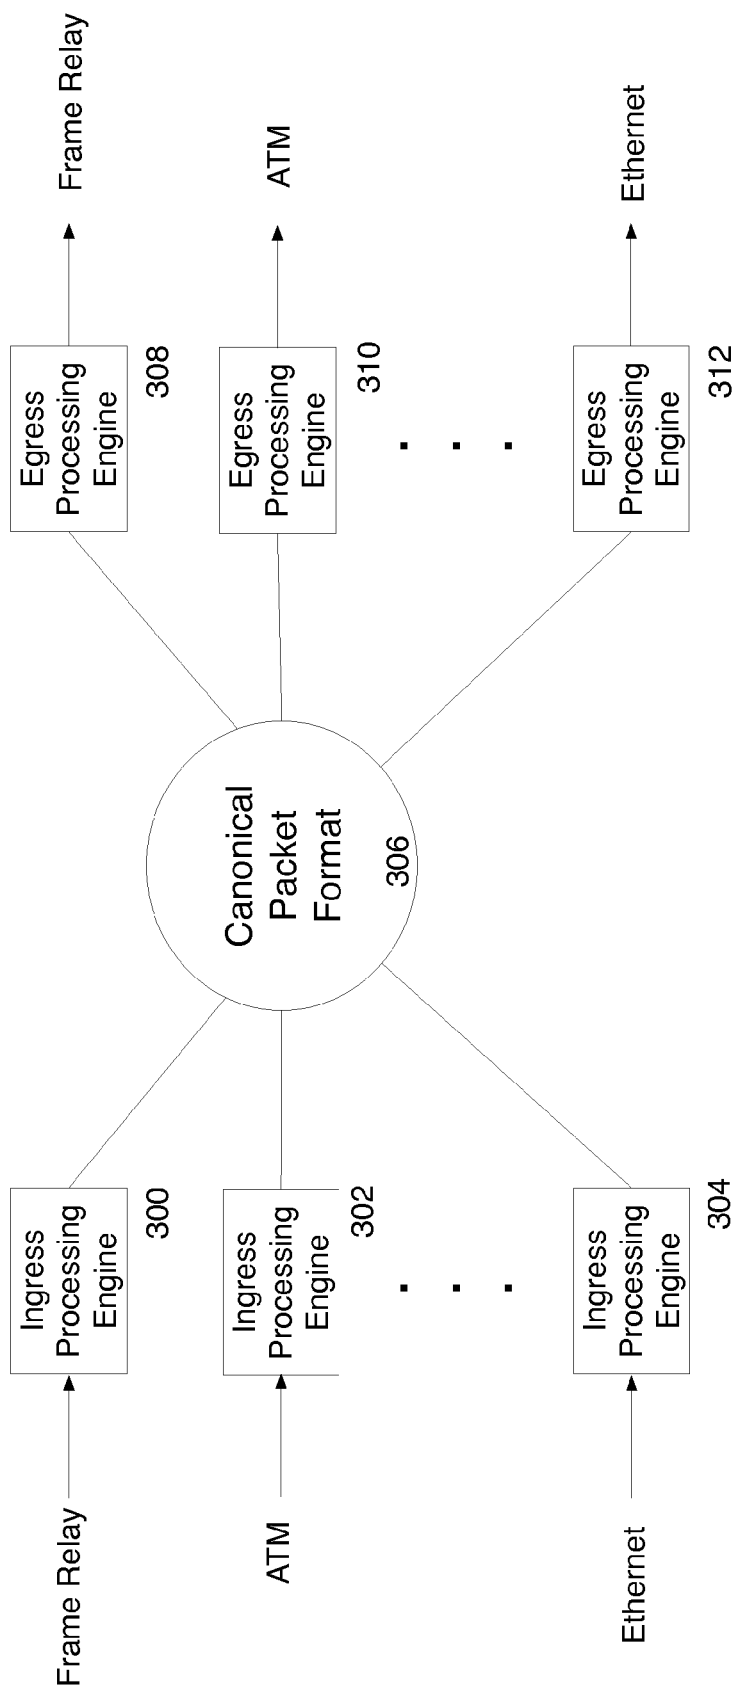 Frame Relay
Ingress
Processing
Engine
300
Egress
Processing
Engine
308
Frame Relay
ATM
Ingress
Processing
Engine
302
Canonical
Packet
Format
306
Egress
Processing
Engine
310
ATM
Ethernet
Ingress
Processing
Engine
304
Egress
Processing
Engine
312
Ethernet